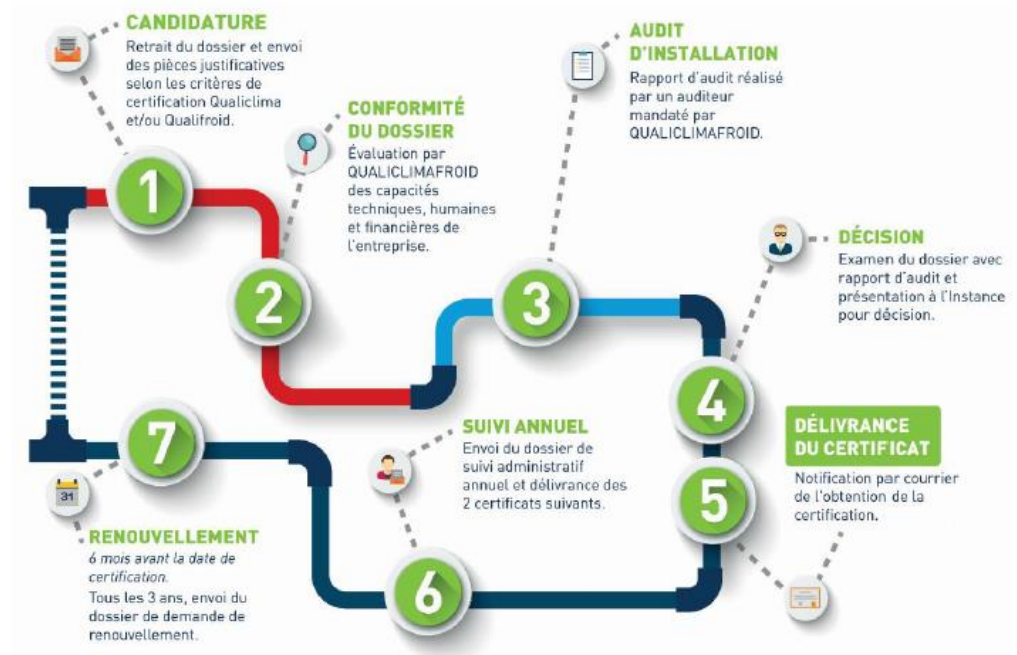 1
CANDIDATURE
Retrait du dossier et envoi
des pièces justificatives
selon les critères de
certification Qualiclima
et/ou Qualifroid.
2
CONFORMITÉ
DU DOSSIER
Évaluation par
QUALICLIMAFROID
des capacités
techniques, humaines
et financières de
l'entreprise.
3
AUDIT
D'INSTALLATION
Rapport d'audit réalisé
par un auditeur
mandaté par
QUALICLIMAFROID.
4
DÉCISION
Examen du dossier avec
rapport d'audit et
présentation à l'Instance
pour décision.
5
DÉLIVRANCE
DU CERTIFICAT
Notification par courrier
de l'obtention de la
certification.
6
SUIVI ANNUEL
Envoi du dossier de
suivi administratif
annuel et délivrance des
2 certificats suivants.
7
31
RENOUVELLEMENT
6 mois avant la date de
certification.
Tous les 3 ans, envoi du
dossier de demande de
renouvellement.